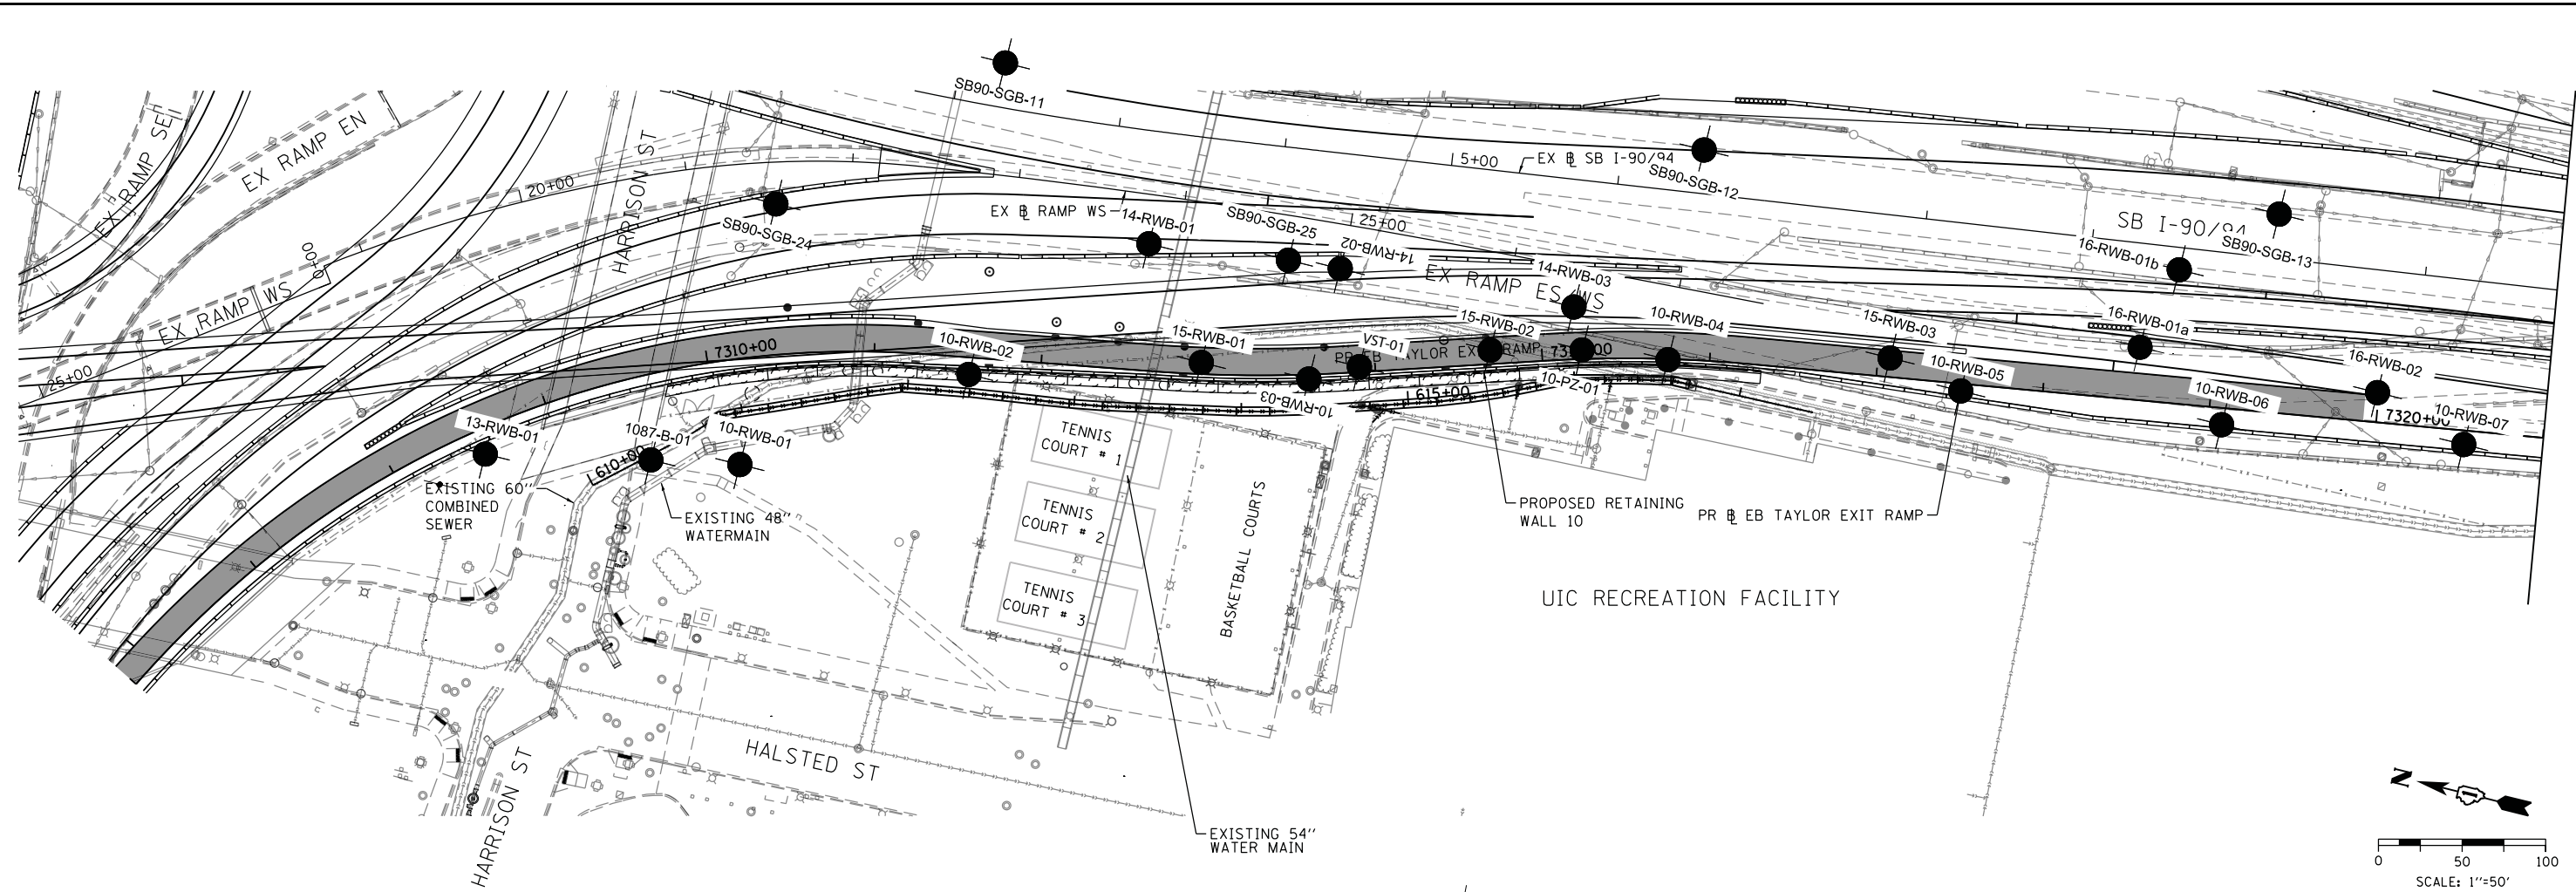 SB90-SGB-11
EX RAMP SE
EX RAMP EN
HARRISON ST
20+00
5+00
EX BL SB I-90/94
SB90-SGB-12
SB90-SGB-24
EX BL RAMP WS
14-RWB-01
SB90-SGB-25
25+00
14-RWB-02
SB I-90/94
SB90-SGB-13
16-RWB-01b
EX RAMP WS
EX RAMP ES/WS
14-RWB-03
25+00
7310+00
10-RWB-02
15-RWB-01
VST-01
15-RWB-02
10-RWB-04
15-RWB-03
16-RWB-01a
PR EB TAYLOR EXIT RAMP
10-RWB-05
16-RWB-02
10-PZ-01
10-RWB-03
615+00
10-RWB-06
7320+00
10-RWB-07
13-RWB-01
1087-B-01
10-RWB-01
610+00
TENNIS
COURT # 1
EXISTING 60''
COMBINED
SEWER
EXISTING 48''
WATERMAIN
TENNIS
COURT # 2
BASKETBALL COURTS
PROPOSED RETAINING
WALL 10
PR BL EB TAYLOR EXIT RAMP
TENNIS
COURT # 3
UIC RECREATION FACILITY
HALSTED ST
HARRISON ST
EXISTING 54''
WATER MAIN
N
0 50 100
SCALE: 1''=50'